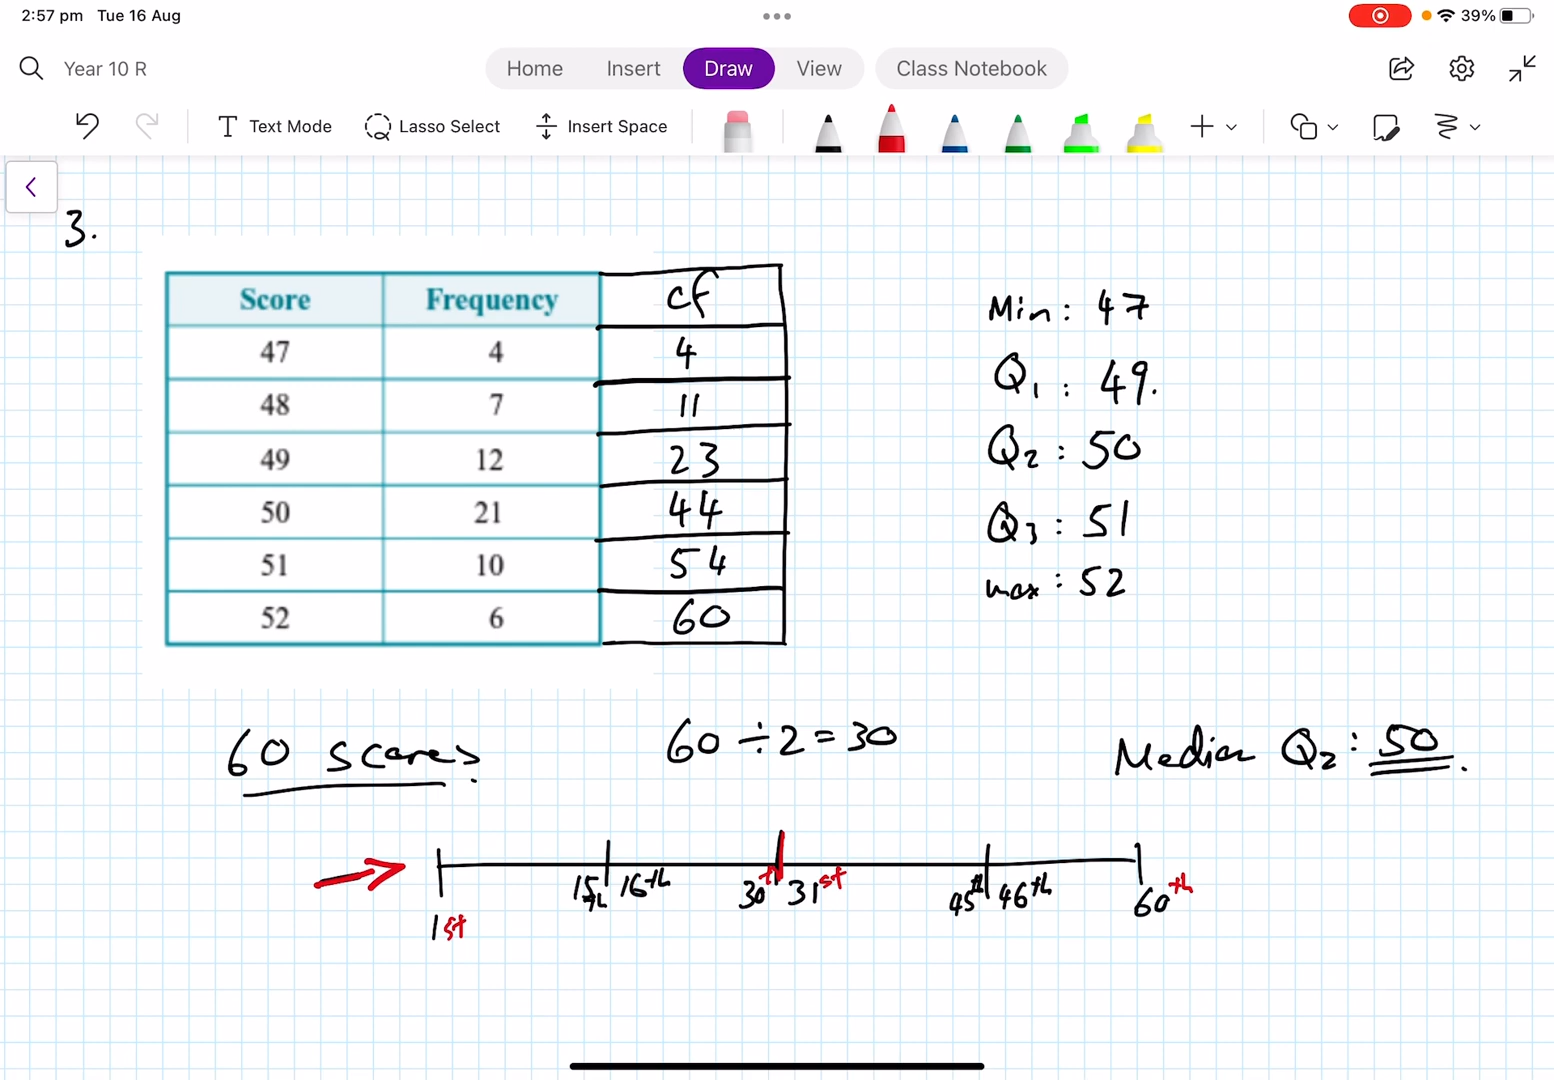 2:57 pm Tue 16 Aug
39%
Year 10 R
Home Insert Draw View Class Notebook
Text Mode Lasso Select Insert Space
3.
Score Frequency cf
47 4 4
48 7 11
49 12 23
50 21 44
51 10 54
52 6 60
Min: 47
Q1: 49.
Q2: 50
Q3: 51
max: 52
60 scores.
60 ÷ 2 = 30
Median Q2: 50.
1st 15th 16th 30th 31st 45th 46th 60th